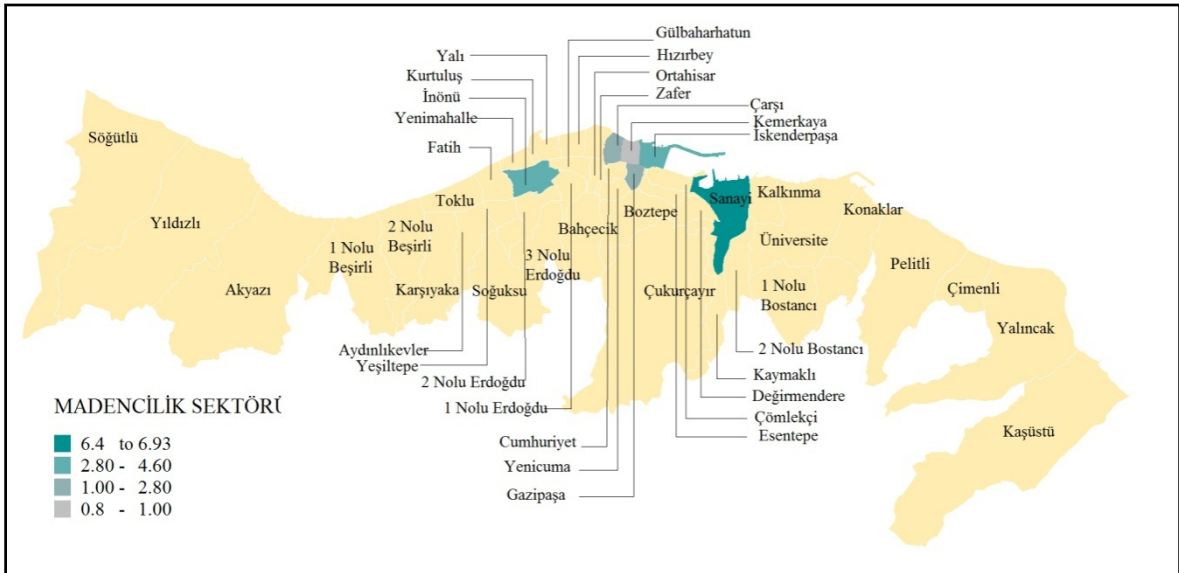 Gülbaharhatun
Yalı
Hızırbey
Kurtuluş
Ortahisar
İnönü
Zafer
Çarşı
Yenimahalle
Kemerkaya
İskenderpaşa
Fatih
Söğütlü
Yıldızlı
Akyazı
1 Nolu
Beşirli
2 Nolu
Beşirli
Toklu
Karşıyaka
Soğuksu
3 Nolu
Erdoğdu
Bahçecik
Boztepe
Çukurçayır
Sanayi
Kalkınma
Üniversite
1 Nolu
Bostancı
Konaklar
Pelitli
Çimenli
Yalıncak
Kaşüstü
Aydınlıkevler
Yeşiltepe
2 Nolu Erdoğdu
1 Nolu Erdoğdu
Cumhuriyet
Yenicuma
Gazipaşa
2 Nolu Bostancı
Kaymaklı
Değirmendere
Çömlekçi
Esentepe
MADENCİLİK SEKTÖRÜ
6.4 to 6.93
2.80 - 4.60
1.00 - 2.80
0.8 - 1.00